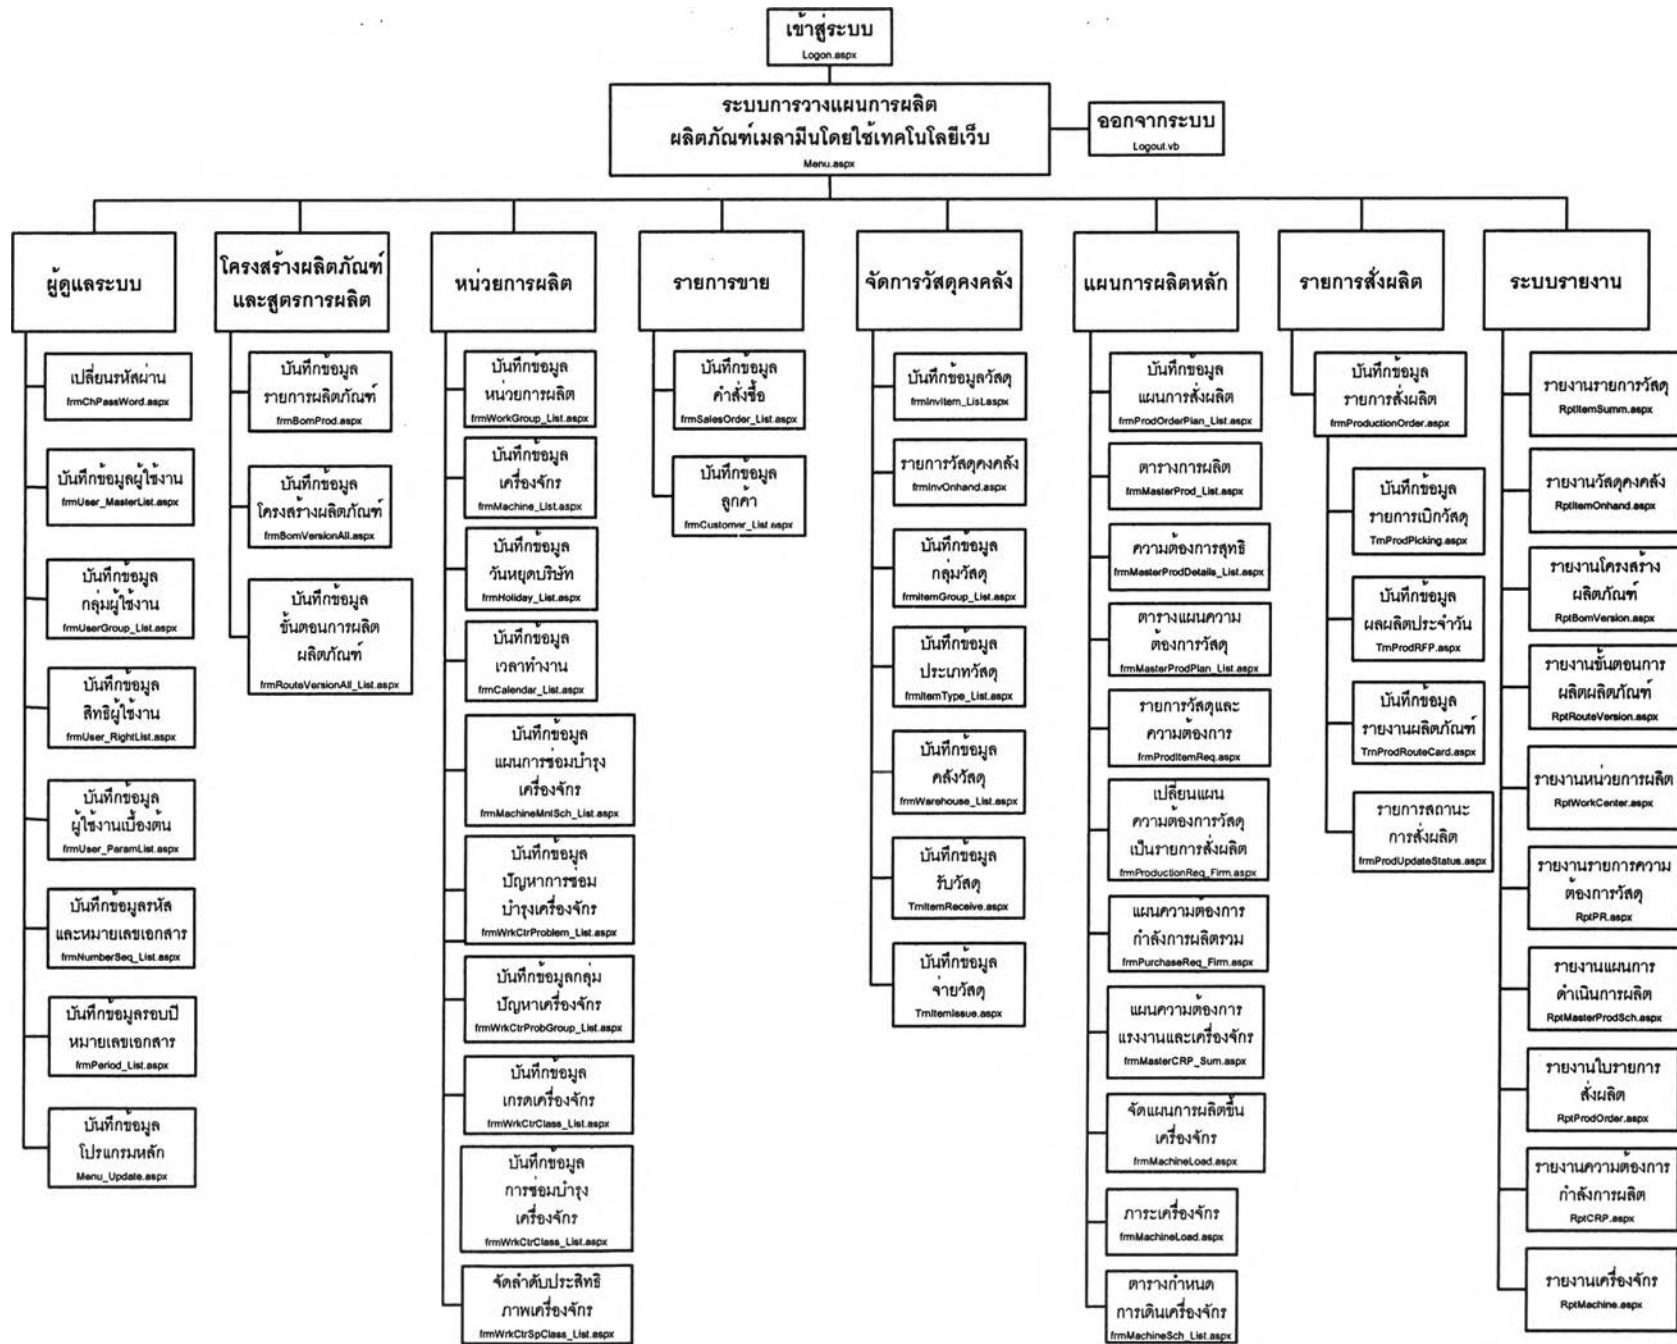 เข้าสู่ระบบ
Logon.aspx
ระบบการวางแผนการผลิต
ผลิตภัณฑ์เมลามีนโดยใช้เทคโนโลยีเว็บ
Menu.aspx
ออกจากระบบ
Logout.vb
ผู้ดูแลระบบ
เปลี่ยนรหัสผ่าน
frmChPassWord.aspx
บันทึกข้อมูลผู้ใช้งาน
frmUser_MasterList.aspx
บันทึกข้อมูล
กลุ่มผู้ใช้งาน
frmUserGroup_List.aspx
บันทึกข้อมูล
สิทธิผู้ใช้งาน
frmUser_RightList.aspx
บันทึกข้อมูล
ผู้ใช้งานเบื้องต้น
frmUser_ParamList.aspx
บันทึกข้อมูลรหัส
และหมายเลขเอกสาร
frmNumberSeq_List.aspx
บันทึกข้อมูลรอบปี
หมายเลขเอกสาร
frmPeriod_List.aspx
บันทึกข้อมูล
โปรแกรมหลัก
Menu_Update.aspx
โครงสร้างผลิตภัณฑ์
และสูตรการผลิต
บันทึกข้อมูล
รายการผลิตภัณฑ์
frmBomProd.aspx
บันทึกข้อมูล
โครงสร้างผลิตภัณฑ์
frmBomVersionAll.aspx
บันทึกข้อมูล
ขั้นตอนการผลิต
ผลิตภัณฑ์
frmRouteVersionAll_List.aspx
หน่วยการผลิต
บันทึกข้อมูล
หน่วยการผลิต
frmWorkGroup_List.aspx
บันทึกข้อมูล
เครื่องจักร
frmMachine_List.aspx
บันทึกข้อมูล
วันหยุดบริษัท
frmHoliday_List.aspx
บันทึกข้อมูล
เวลาทำงาน
frmCalendar_List.aspx
บันทึกข้อมูล
แผนการซ่อมบำรุง
เครื่องจักร
frmMachineMntSch_List.aspx
บันทึกข้อมูล
ปัญหาการซ่อม
บำรุงเครื่องจักร
frmWrkCtrProblem_List.aspx
บันทึกข้อมูลกลุ่ม
ปัญหาเครื่องจักร
frmWrkCtrProbGroup_List.aspx
บันทึกข้อมูล
เกรดเครื่องจักร
frmWrkCtrClass_List.aspx
บันทึกข้อมูล
การซ่อมบำรุง
เครื่องจักร
frmWrkCtrClass_List.aspx
จัดลำดับประสิทธิ
ภาพเครื่องจักร
frmWrkCtrSpClass_List.aspx
รายการขาย
บันทึกข้อมูล
คำสั่งซื้อ
frmSalesOrder_List.aspx
บันทึกข้อมูล
ลูกค้า
frmCustomer_List.aspx
จัดการวัสดุคงคลัง
บันทึกข้อมูลวัสดุ
frmInvItem_List.aspx
รายการวัสดุคงคลัง
frmInvOnhand.aspx
บันทึกข้อมูล
กลุ่มวัสดุ
frmItemGroup_List.aspx
บันทึกข้อมูล
ประเภทวัสดุ
frmItemType_List.aspx
บันทึกข้อมูล
คลังวัสดุ
frmWarehouse_List.aspx
บันทึกข้อมูล
รับวัสดุ
TrnItemReceive.aspx
บันทึกข้อมูล
จ่ายวัสดุ
TrnItemIssue.aspx
แผนการผลิตหลัก
บันทึกข้อมูล
แผนการสั่งผลิต
frmProdOrderPlan_List.aspx
ตารางการผลิต
frmMasterProd_List.aspx
ความต้องการสุทธิ
frmMasterProdDetails_List.aspx
ตารางแผนความ
ต้องการวัสดุ
frmMasterProdPlan_List.aspx
รายการวัสดุและ
ความต้องการ
frmProdItemReq.aspx
เปลี่ยนแผน
ความต้องการวัสดุ
เป็นรายการสั่งผลิต
frmProductionReq_Firm.aspx
แผนความต้องการ
กำลังการผลิตรวม
frmPurchaseReq_Firm.aspx
แผนความต้องการ
แรงงานและเครื่องจักร
frmMasterCRP_Sum.aspx
จัดแผนการผลิตขึ้น
เครื่องจักร
frmMachineLoad.aspx
ภาระเครื่องจักร
frmMachineLoad.aspx
ตารางกำหนด
การเดินเครื่องจักร
frmMachineSch_List.aspx
รายการสั่งผลิต
บันทึกข้อมูล
รายการสั่งผลิต
frmProductionOrder.aspx
บันทึกข้อมูล
รายการเบิกวัสดุ
TrnProdPicking.aspx
บันทึกข้อมูล
ผลผลิตประจำวัน
TrnProdRFP.aspx
บันทึกข้อมูล
รายงานผลิตภัณฑ์
TrnProdRouteCard.aspx
รายการสถานะ
การสั่งผลิต
frmProdUpdateStatus.aspx
ระบบรายงาน
รายงานรายการวัสดุ
RptItemSumm.aspx
รายงานวัสดุคงคลัง
RptItemOnhand.aspx
รายงานโครงสร้าง
ผลิตภัณฑ์
RptBomVersion.aspx
รายงานขั้นตอนการ
ผลิตผลิตภัณฑ์
RptRouteVersion.aspx
รายงานหน่วยการผลิต
RptWorkCenter.aspx
รายงานรายการความ
ต้องการวัสดุ
RptPR.aspx
รายงานแผนการ
ดำเนินการผลิต
RptMasterProdSch.aspx
รายงานใบรายการ
สั่งผลิต
RptProdOrder.aspx
รายงานความต้องการ
กำลังการผลิต
RptCRP.aspx
รายงานเครื่องจักร
RptMachine.aspx